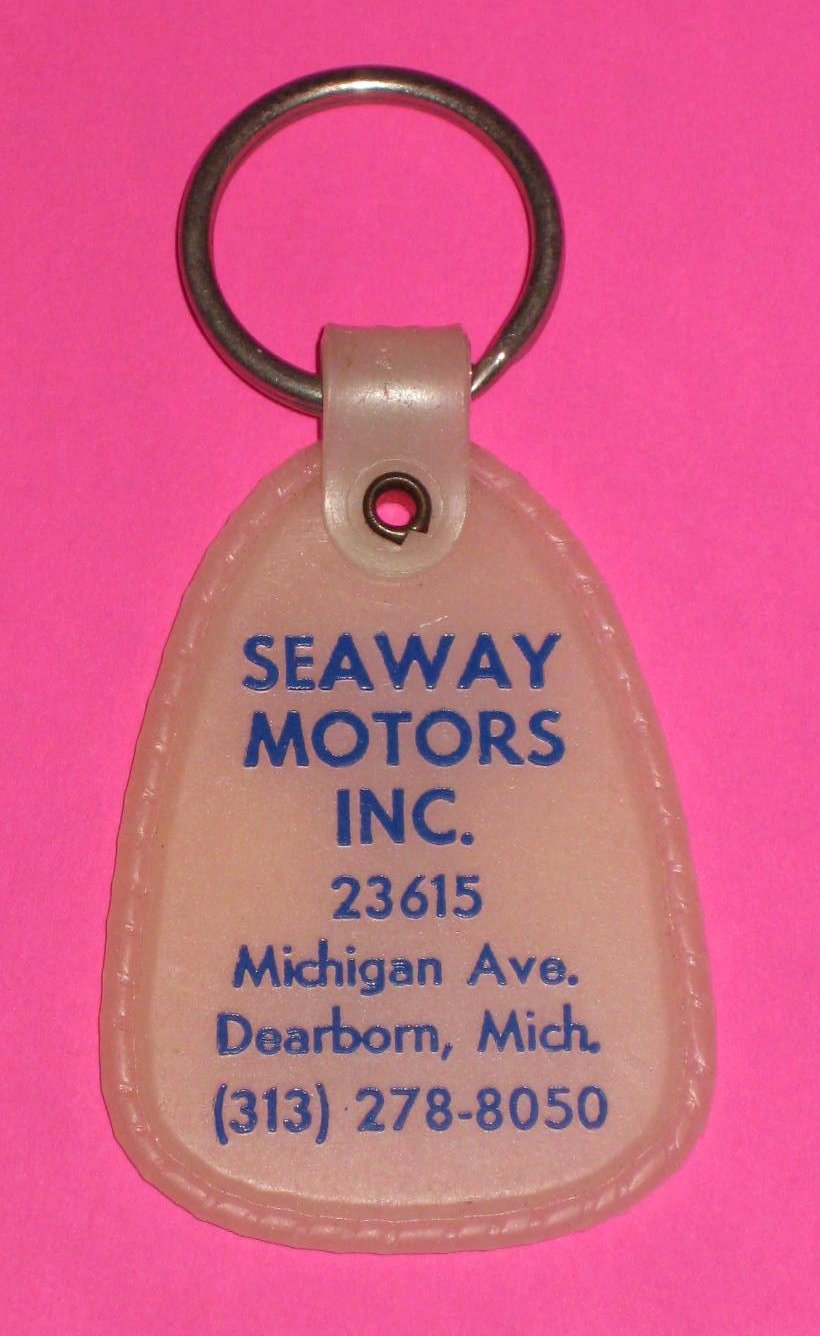 SEAWAY
MOTORS
INC.
23615
Michigan Ave.
Dearborn, Mich.
(313) 278-8050